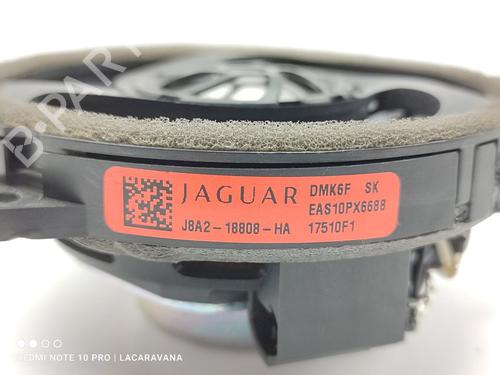 B-PARTS
JAGUAR DMK6F SK
EAS10PX6688
J8A2-18808-HA 17510F1
REDMI NOTE 10 PRO | LACARAVANA